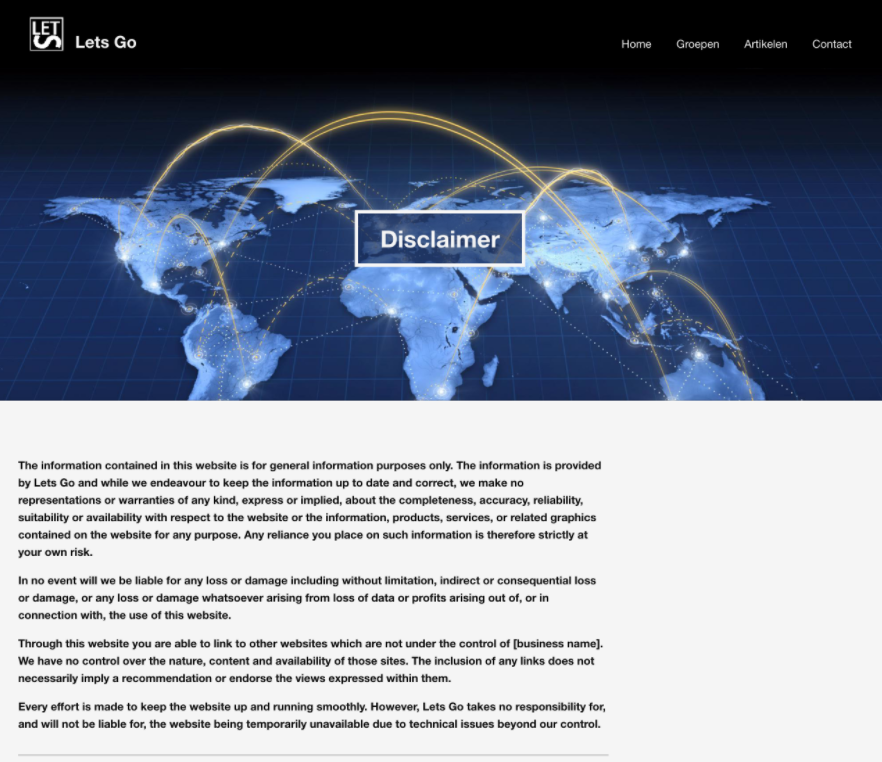 LET
S
Lets Go
Home
Groepen
Artikelen
Contact
Disclaimer
The information contained in this website is for general information purposes only. The information is provided
by Lets Go and while we endeavour to keep the information up to date and correct, we make no
representations or warranties of any kind, express or implied, about the completeness, accuracy, reliability,
suitability or availability with respect to the website or the information, products, services, or related graphics
contained on the website for any purpose. Any reliance you place on such information is therefore strictly at
your own risk.
In no event will we be liable for any loss or damage including without limitation, indirect or consequential loss
or damage, or any loss or damage whatsoever arising from loss of data or profits arising out of, or in
connection with, the use of this website.
Through this website you are able to link to other websites which are not under the control of [business name].
We have no control over the nature, content and availability of those sites. The inclusion of any links does not
necessarily imply a recommendation or endorse the views expressed within them.
Every effort is made to keep the website up and running smoothly. However, Lets Go takes no responsibility for,
and will not be liable for, the website being temporarily unavailable due to technical issues beyond our control.